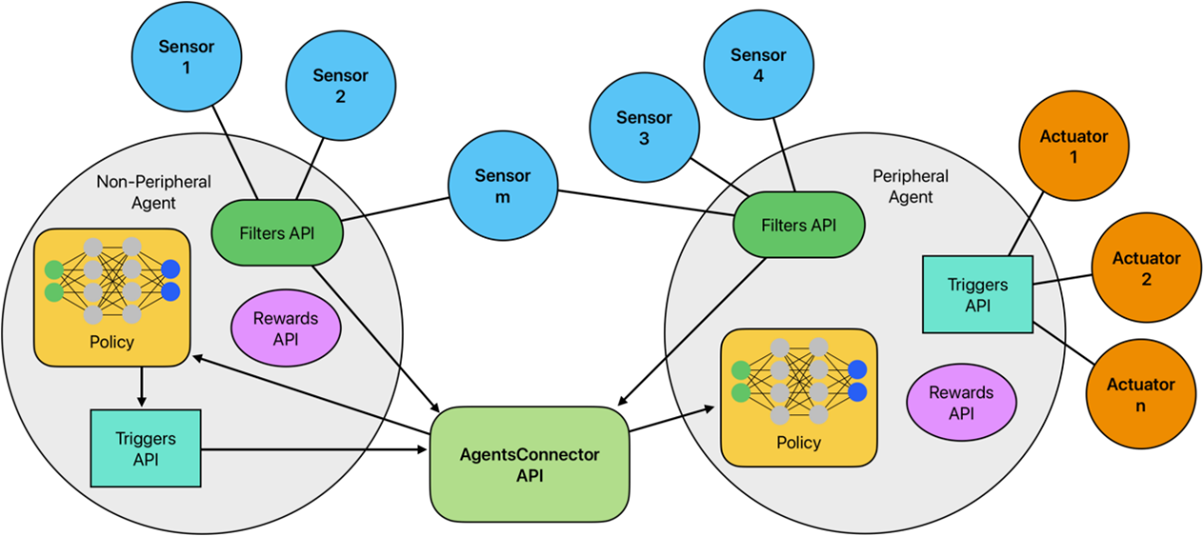 Sensor
1
Sensor
2
Sensor
m
Sensor
3
Sensor
4
Actuator
1
Actuator
2
Actuator
n
Non-Peripheral
Agent
Filters API
Rewards
API
Policy
Triggers
API
AgentsConnector
API
Peripheral
Agent
Filters API
Triggers
API
Rewards
API
Policy